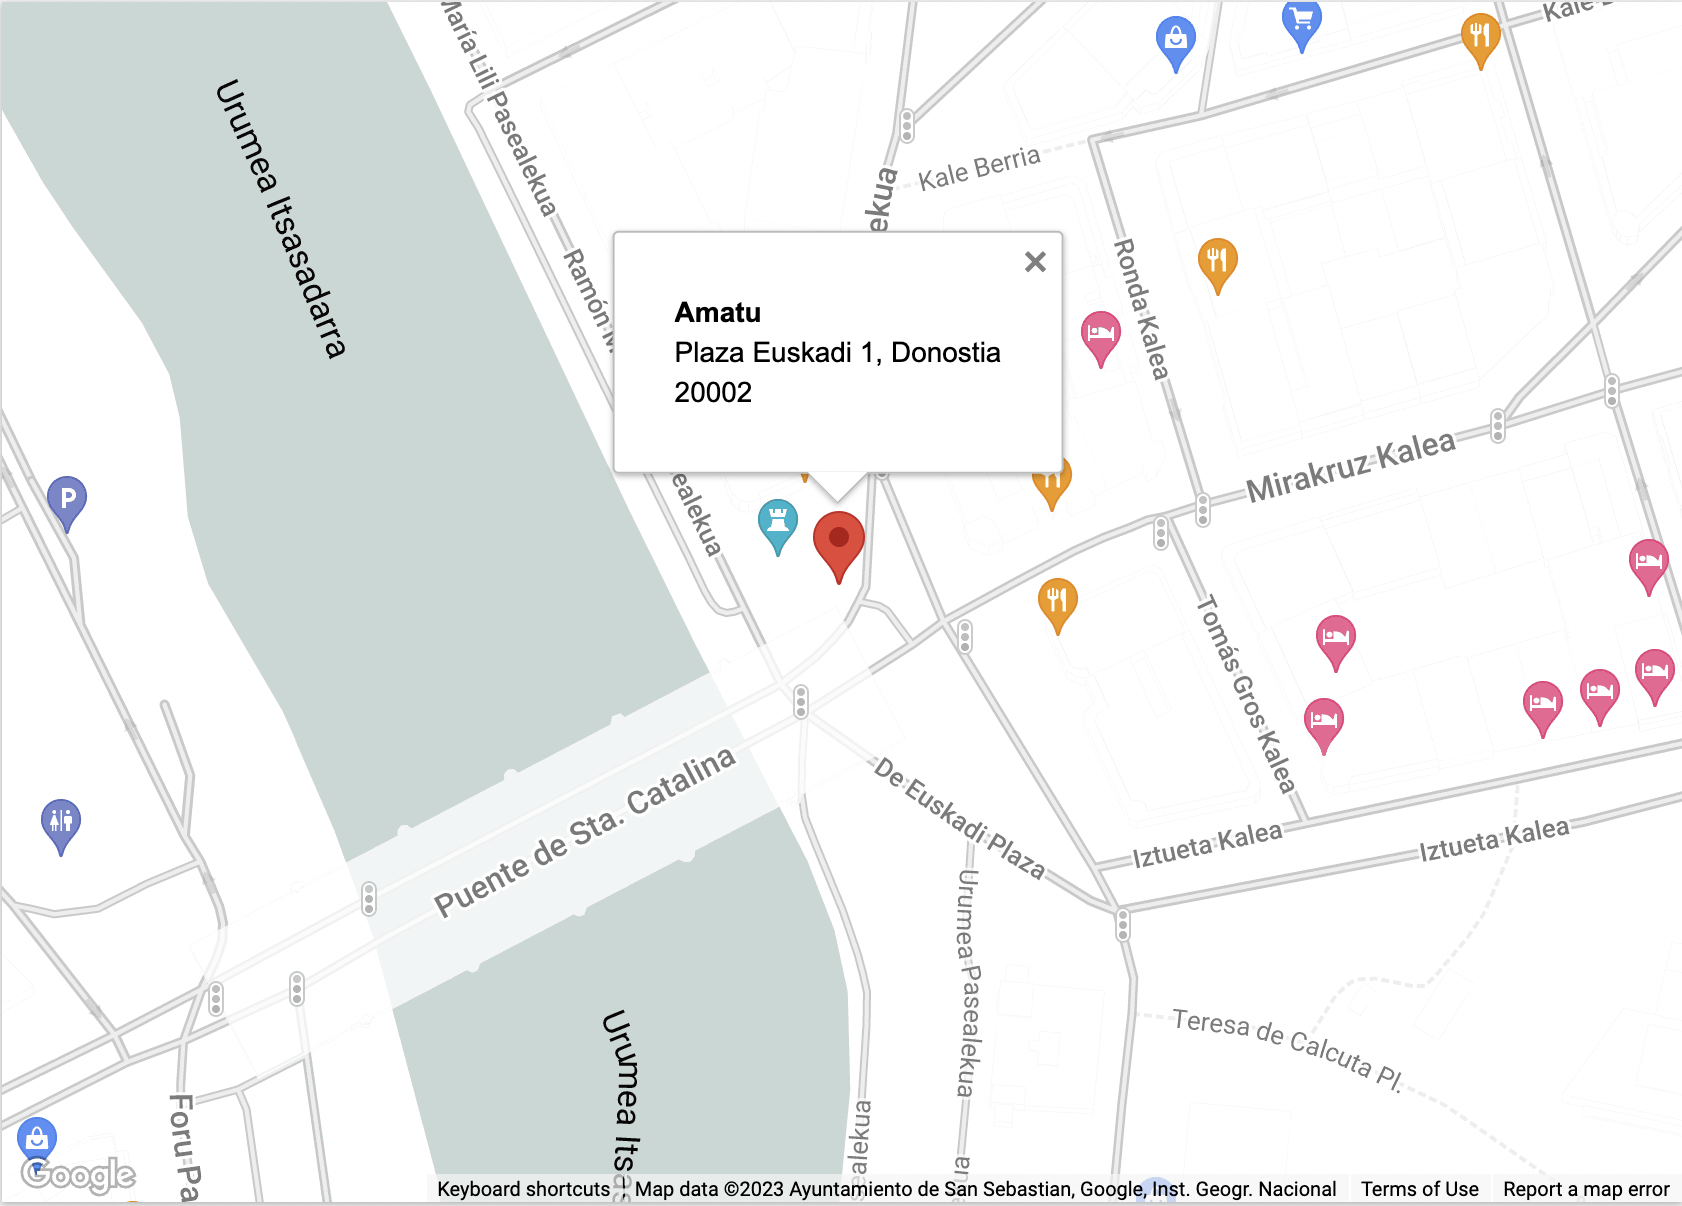 Kale B
María Lili Pasealekua
Urumea Itsasadarra
Kale Berria
ekua
Ramón M
Ronda Kalea
Amatu
Plaza Euskadi 1, Donostia
20002
Mirakruz Kalea
P
ealekua
Tomás Gros Kalea
Puente de Sta. Catalina
De Euskadi Plaza
Iztueta Kalea
Iztueta Kalea
Urumea Pasealekua
Urumea Itsas
Teresa de Calcuta Pl.
Foru Pa
sealekua
Google
Keyboard shortcuts
Map data ©2023 Ayuntamiento de San Sebastian, Google, Inst. Geogr. Nacional
Terms of Use
Report a map error